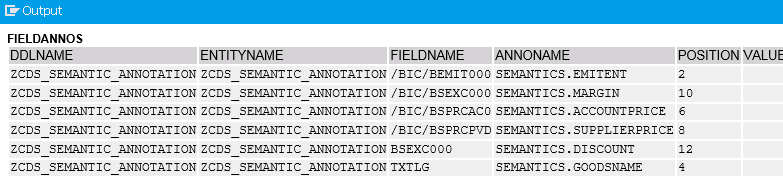 Output
FIELDANNOS
DDLNAME ENTITYNAME FIELDNAME ANNONAME POSITION VALUE
ZCDS_SEMANTIC_ANNOTATION ZCDS_SEMANTIC_ANNOTATION /BIC/BEMIT000 SEMANTICS.EMITENT 2
ZCDS_SEMANTIC_ANNOTATION ZCDS_SEMANTIC_ANNOTATION /BIC/BSEXC000 SEMANTICS.MARGIN 10
ZCDS_SEMANTIC_ANNOTATION ZCDS_SEMANTIC_ANNOTATION /BIC/BSPRCAC0 SEMANTICS.ACCOUNTPRICE 6
ZCDS_SEMANTIC_ANNOTATION ZCDS_SEMANTIC_ANNOTATION /BIC/BSPRCPVD SEMANTICS.SUPPLIERPRICE 8
ZCDS_SEMANTIC_ANNOTATION ZCDS_SEMANTIC_ANNOTATION BSEXC000 SEMANTICS.DISCOUNT 12
ZCDS_SEMANTIC_ANNOTATION ZCDS_SEMANTIC_ANNOTATION TXTLG SEMANTICS.GOODSNAME 4